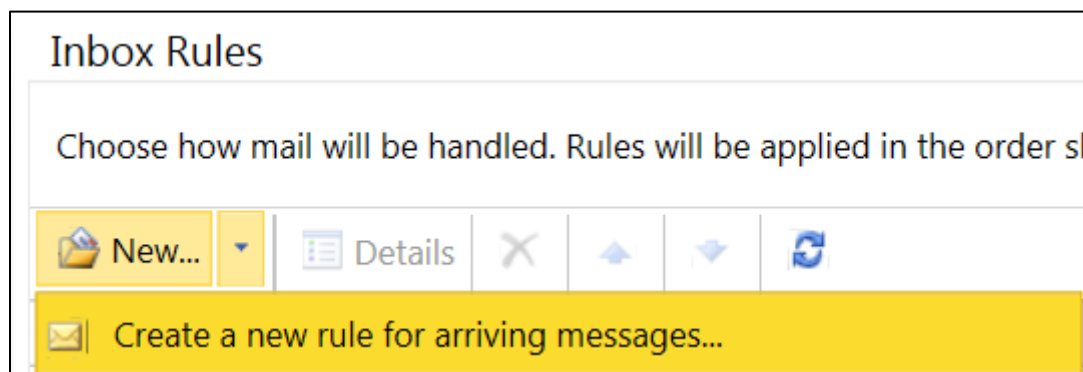 Inbox Rules
Choose how mail will be handled. Rules will be applied in the order
New... Details
Create a new rule for arriving messages...